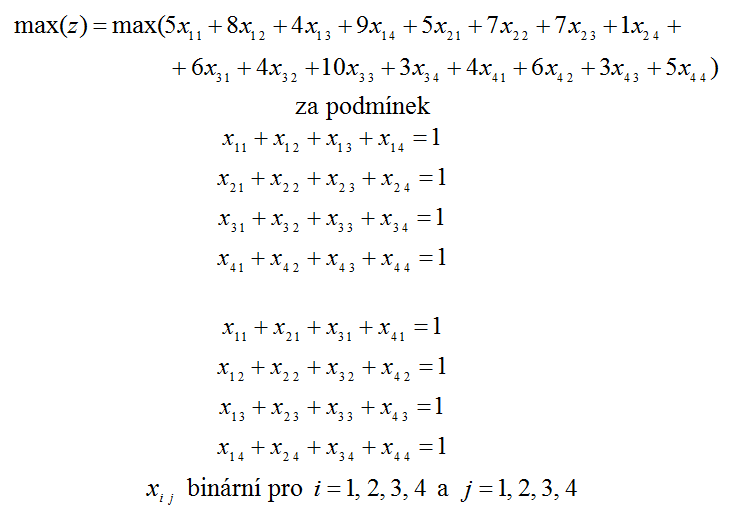 max(z) = max(5x₁₁ + 8x₁₂ + 4x₁₃ + 9x₁₄ + 5x₂₁ + 7x₂₂ + 7x₂₃ + 1x₂₄ +
+ 6x₃₁ + 4x₃₂ + 10x₃₃ + 3x₃₄ + 4x₄₁ + 6x₄₂ + 3x₄₃ + 5x₄₄)
za podmínek
x₁₁ + x₁₂ + x₁₃ + x₁₄ = 1
x₂₁ + x₂₂ + x₂₃ + x₂₄ = 1
x₃₁ + x₃₂ + x₃₃ + x₃₄ = 1
x₄₁ + x₄₂ + x₄₃ + x₄₄ = 1
x₁₁ + x₂₁ + x₃₁ + x₄₁ = 1
x₁₂ + x₂₂ + x₃₂ + x₄₂ = 1
x₁₃ + x₂₃ + x₃₃ + x₄₃ = 1
x₁₄ + x₂₄ + x₃₄ + x₄₄ = 1
xᵢⱼ binární pro i = 1, 2, 3, 4 a j = 1, 2, 3, 4